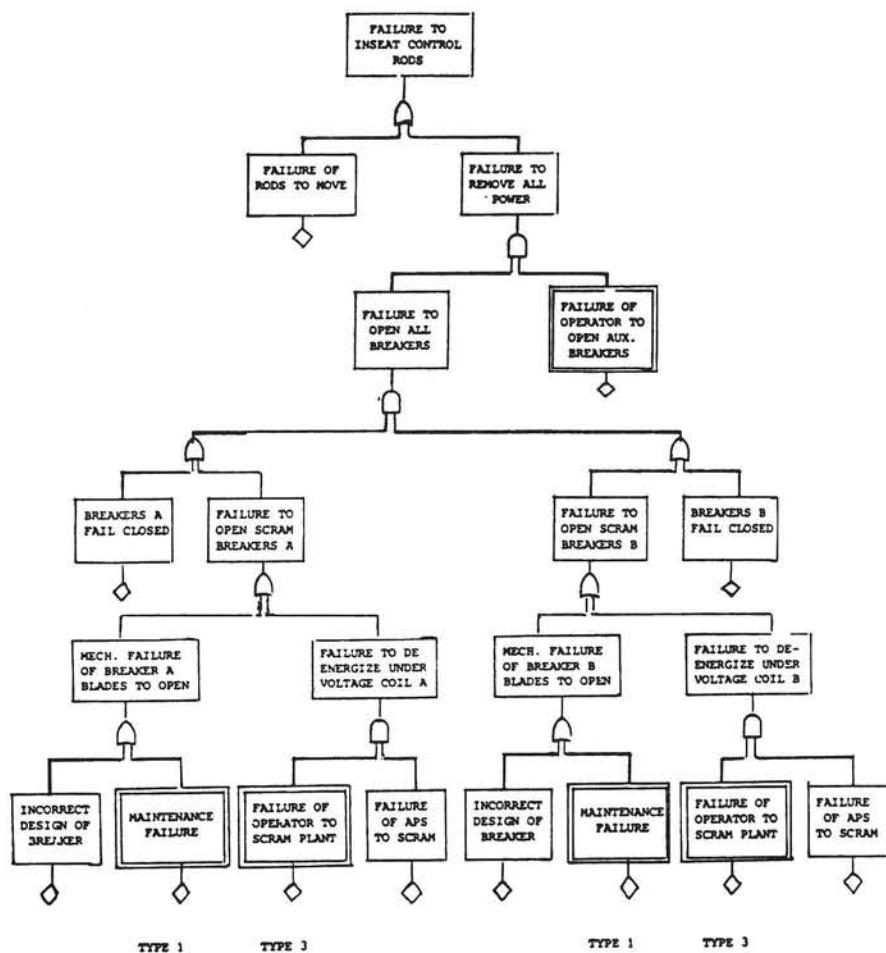 FAILURE TO
INSEAT CONTROL
RODS
FAILURE OF
RODS TO MOVE
FAILURE TO
REMOVE ALL
POWER
FAILURE TO
OPEN ALL
BREAKERS
FAILURE OF
OPERATOR TO
OPEN AUX.
BREAKERS
BREAKERS A
FAIL CLOSED
FAILURE TO
OPEN SCRAM
BREAKERS A
FAILURE TO
OPEN SCRAM
BREAKERS B
BREAKERS B
FAIL CLOSED
MECH. FAILURE
OF BREAKER A
BLADES TO OPEN
FAILURE TO DE
ENERGIZE UNDER
VOLTAGE COIL A
MECH. FAILURE
OF BREAKER B
BLADES TO OPEN
FAILURE TO DE-
ENERGIZE UNDER
VOLTAGE COIL B
INCORRECT
DESIGN OF
BREAKER
MAINTENANCE
FAILURE
FAILURE OF
OPERATOR TO
SCRAM PLANT
FAILURE
OF APS
TO SCRAM
INCORRECT
DESIGN OF
BREAKER
MAINTENANCE
FAILURE
FAILURE OF
OPERATOR TO
SCRAM PLANT
FAILURE
OF APS
TO SCRAM
TYPE 1
TYPE 3
TYPE 1
TYPE 3